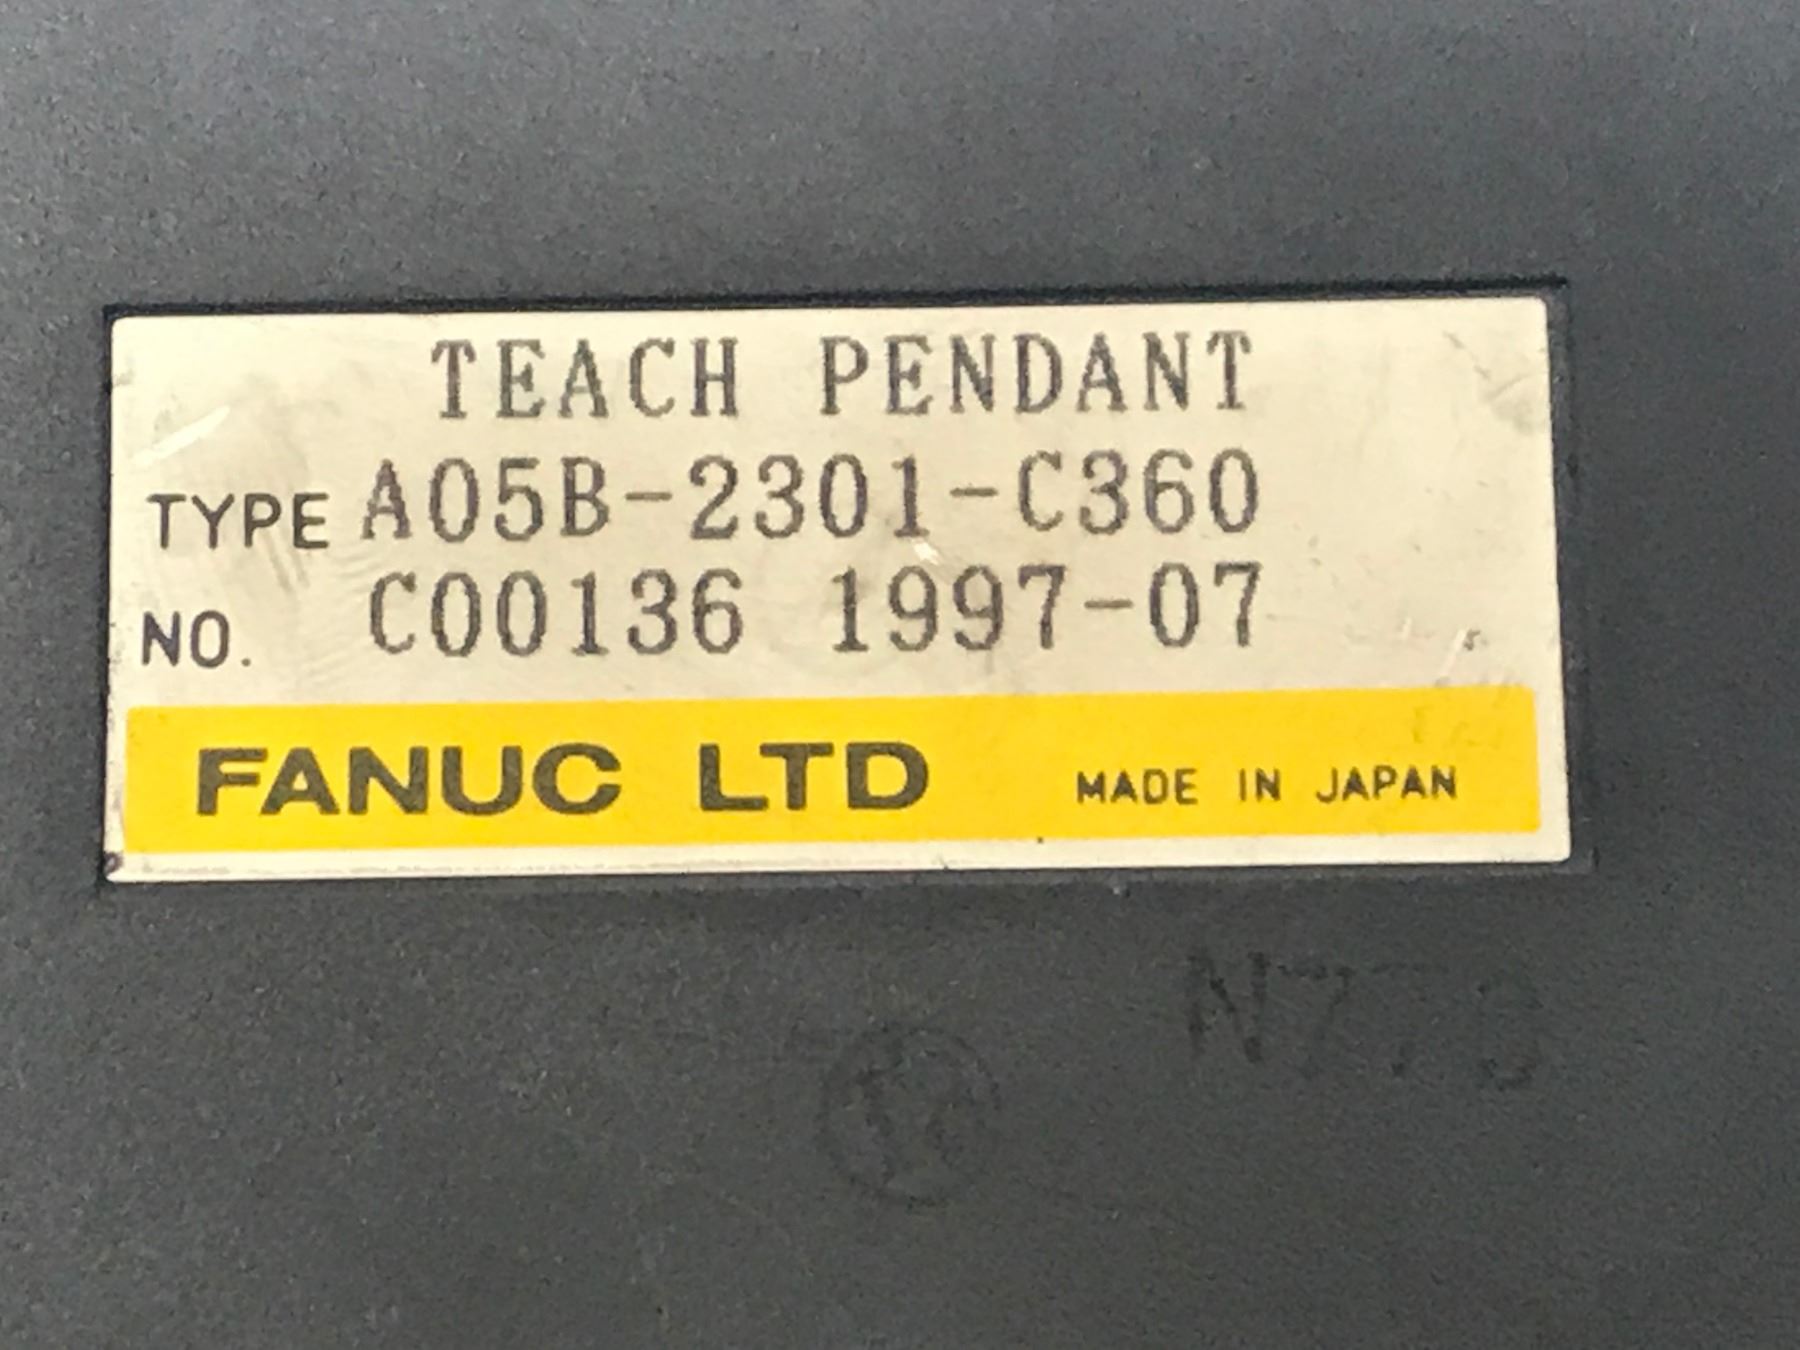 TEACH PENDANT
TYPE A05B-2301-C360
NO. C00136 1997-07
FANUC LTD MADE IN JAPAN